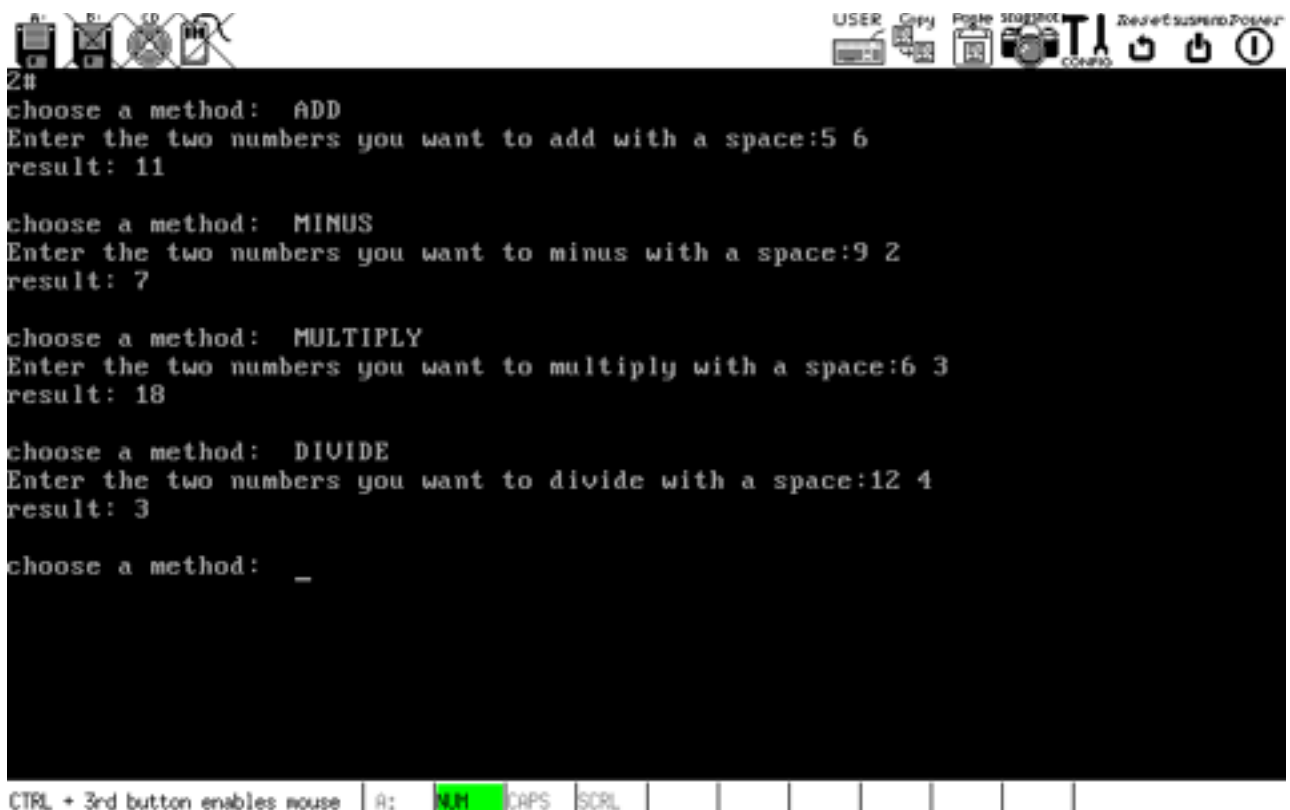 A: B: CD USER Copy Paste Snapshot CONFIG Reset SUSPEND Power
2#
choose a method:  ADD
Enter the two numbers you want to add with a space:5 6
result: 11
choose a method:  MINUS
Enter the two numbers you want to minus with a space:9 2
result: 7
choose a method:  MULTIPLY
Enter the two numbers you want to multiply with a space:6 3
result: 18
choose a method:  DIVIDE
Enter the two numbers you want to divide with a space:12 4
result: 3
choose a method:  _
CTRL + 3rd button enables mouse A: NUM CAPS SCRL